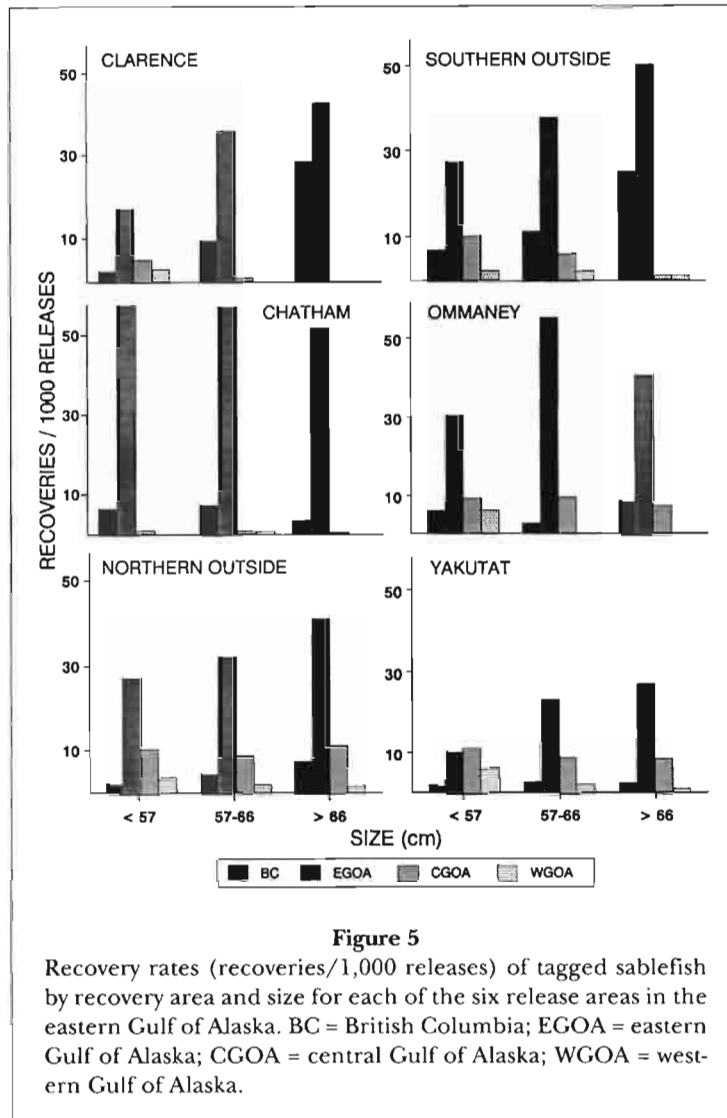 CLARENCE
50
30
10
SOUTHERN OUTSIDE
50
30
10
CHATHAM
50
30
10
OMMANEY
50
30
10
NORTHERN OUTSIDE
50
30
10
YAKUTAT
50
30
10
RECOVERIES / 1000 RELEASES
< 57 57-66 > 66
< 57 57-66 > 66
SIZE (cm)
BC EGOA CGOA WGOA
Figure 5
Recovery rates (recoveries/1,000 releases) of tagged sablefish
by recovery area and size for each of the six release areas in the
eastern Gulf of Alaska. BC = British Columbia; EGOA = eastern
Gulf of Alaska; CGOA = central Gulf of Alaska; WGOA = west-
ern Gulf of Alaska.